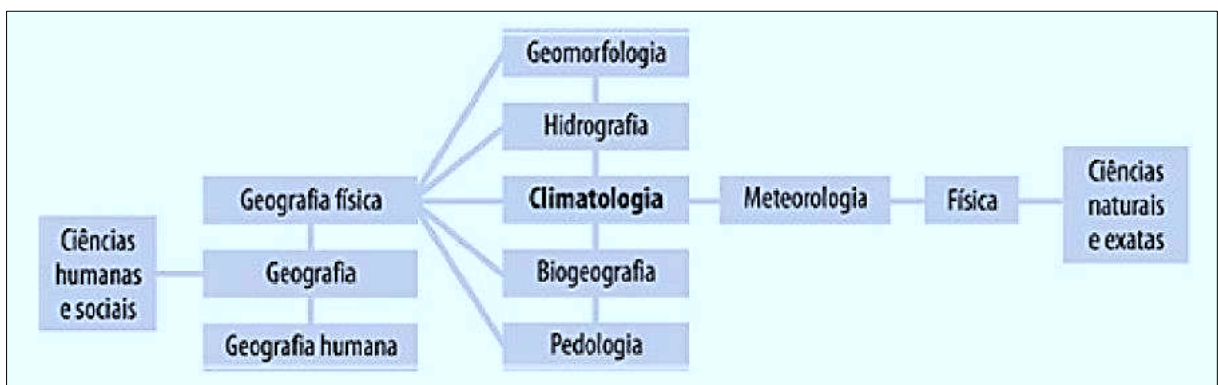 Geomorfologia
Hidrografia
Geografia física
Climatologia
Meteorologia
Física
Ciências
naturais
e exatas
Ciências
humanas
e sociais
Geografia
Biogeografia
Geografia humana
Pedologia